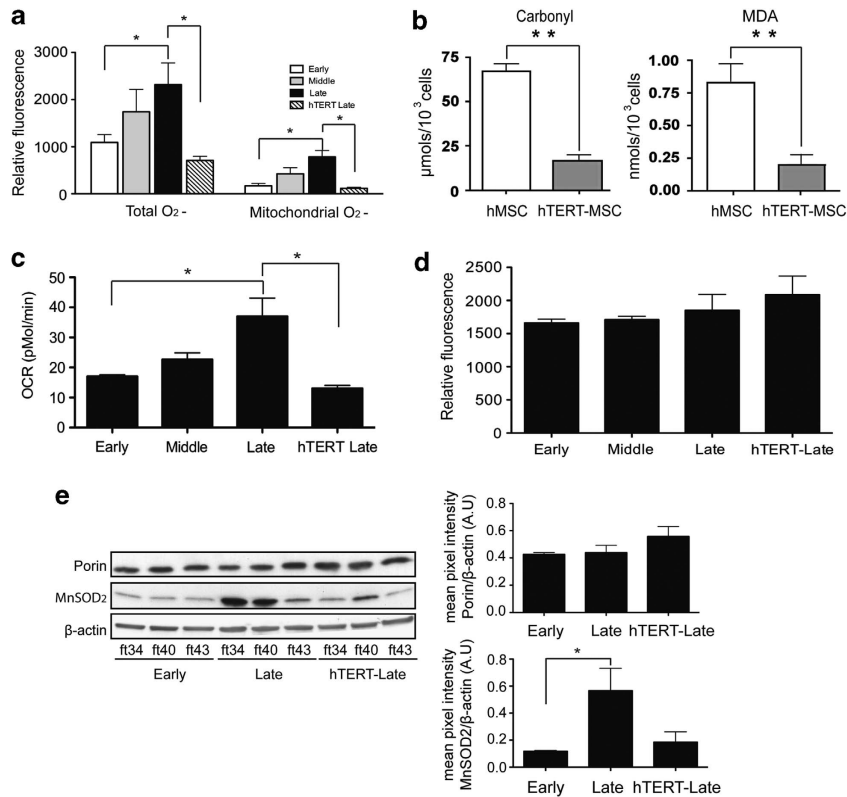 a
*
*
3000
2000
1000
0
Relative fluorescence
Early
Middle
Late
hTERT Late
*
*
Total O2 -
Mitochondrial O2 -
b
Carbonyl
* *
75
50
25
0
μmols/10 3 cells
hMSC
hTERT-MSC
MDA
* *
1.00
0.75
0.50
0.25
0.00
nmols/10 3 cells
hMSC
hTERT-MSC
c
*
*
50
40
30
20
10
0
OCR (pMol/min)
Early
Middle
Late
hTERT Late
d
2500
2000
1500
1000
500
0
Relative fluorescence
Early
Middle
Late
hTERT-Late
e
Porin
MnSOD2
β-actin
ft34 ft40 ft43 ft34 ft40 ft43 ft34 ft40 ft43
Early
Late
hTERT-Late
0.8
0.6
0.4
0.2
0.0
mean pixel intensity
Porin/β-actin (A.U)
Early
Late
hTERT-Late
*
0.8
0.6
0.4
0.2
0.0
mean pixel intensity
MnSOD2/β-actin (A.U)
Early
Late
hTERT-Late